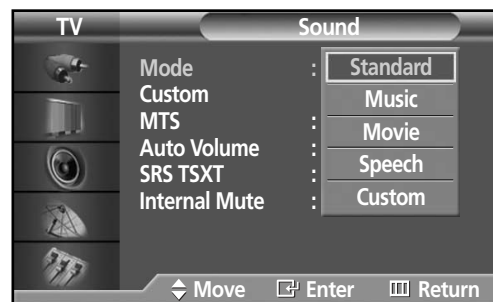 TV Sound
Mode : Standard
Custom Music
MTS : Movie
Auto Volume :
SRS TSXT : Speech
Internal Mute : Custom
Move Enter Return